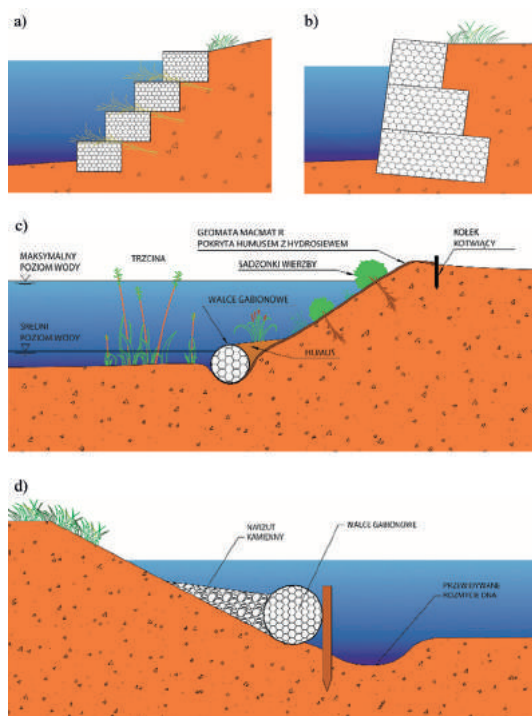 a)
b)
c)
GEOMATA MACMAT R
POKRYTA HUMUSEM Z HYDROSIEWEM
KOŁEK
KOTWIĄCY
MAKSYMALNY
POZIOM WODY
TRZCINA
SADZONKI WIERZBY
WALCE GABIONOWE
ŚREDNI
POZIOM WODY
HUMUS
d)
NARZUT
KAMIENNY
WALCE GABIONOWE
PRZEWIDYWANE
ROZMYCIE DNA